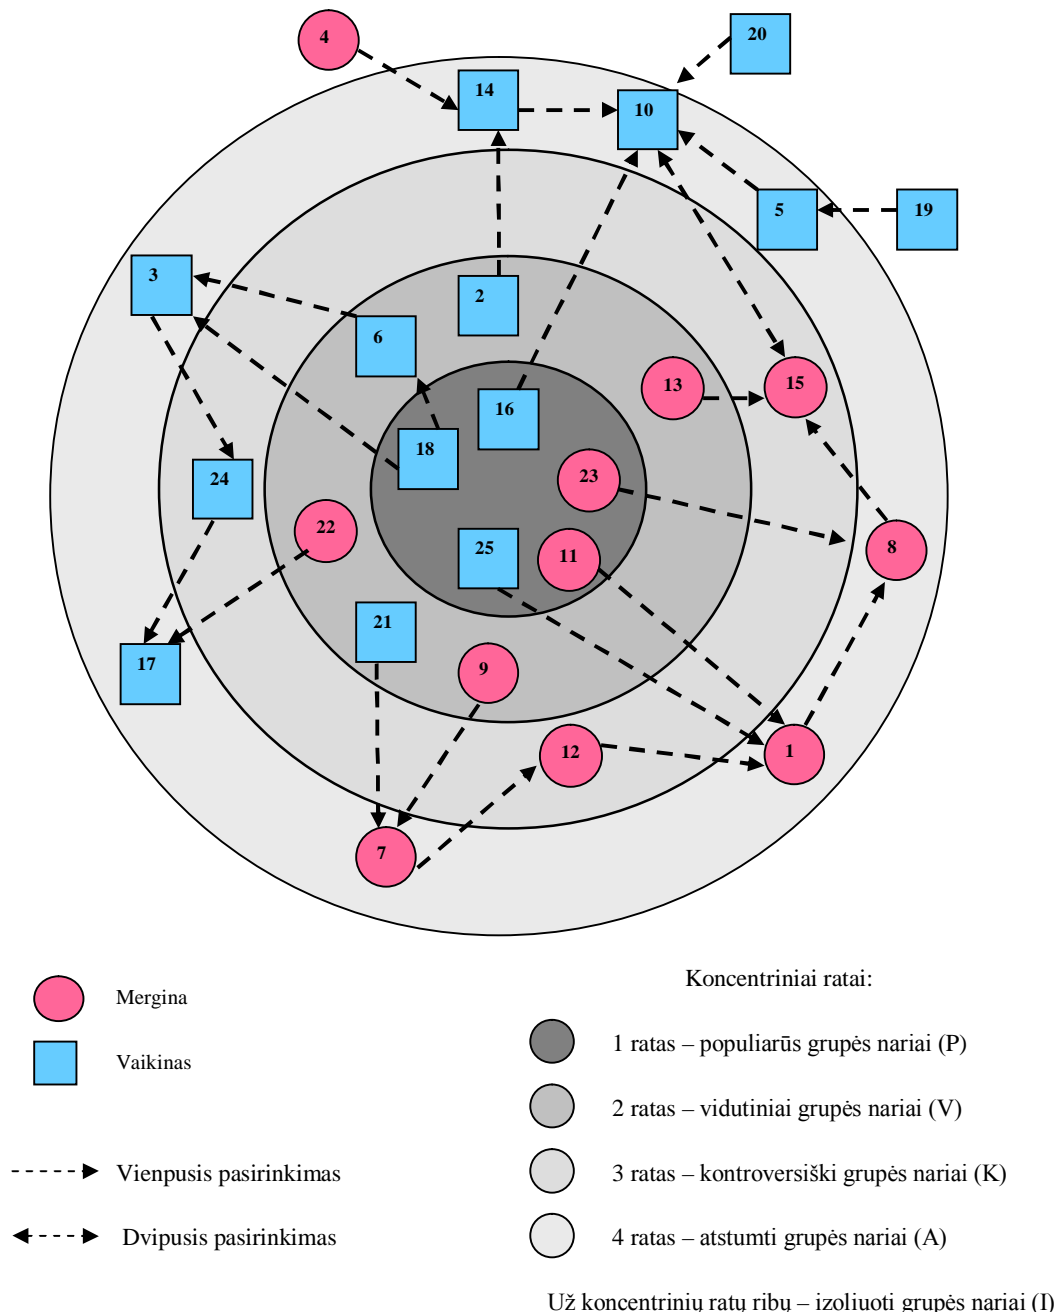 4
20
14
10
5
19
3
2
6
13
15
16
18
23
24
22
25
11
8
21
17
9
12
1
7
Koncentriniai ratai:
Mergina
1 ratas – populiarūs grupės nariai (P)
Vaikinas
2 ratas – vidutiniai grupės nariai (V)
Vienpusis pasirinkimas
3 ratas – kontroversiški grupės nariai (K)
Dvipusis pasirinkimas
4 ratas – atstumti grupės nariai (A)
Už koncentrinių ratų ribų – izoliuoti grupės nariai (I)